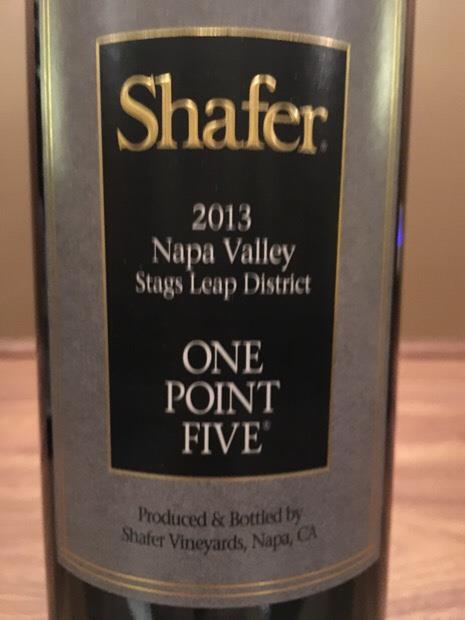 Shafer
2013
Napa Valley
Stags Leap District
ONE
POINT
FIVE®
Produced & Bottled by
Shafer Vineyards, Napa, CA